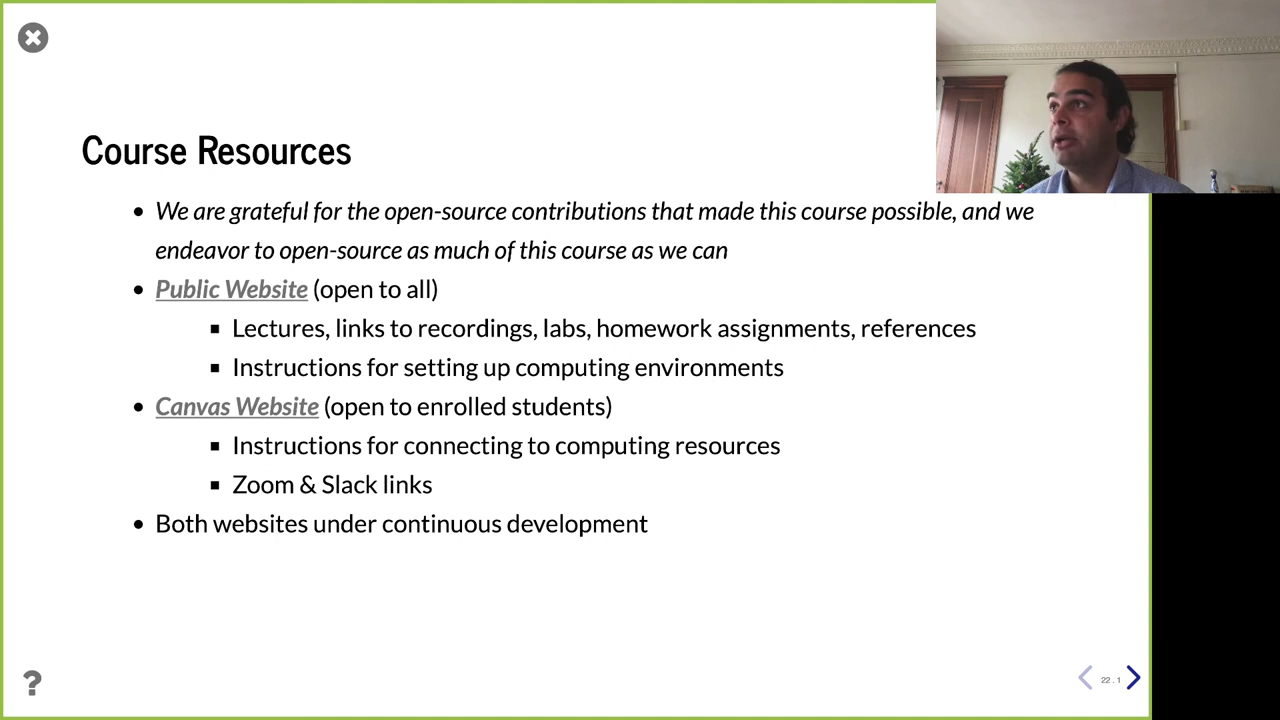 Course Resources
We are grateful for the open-source contributions that made this course possible, and we
endeavor to open-source as much of this course as we can
Public Website (open to all)
Lectures, links to recordings, labs, homework assignments, references
Instructions for setting up computing environments
Canvas Website (open to enrolled students)
Instructions for connecting to computing resources
Zoom & Slack links
Both websites under continuous development
?
22 . 1